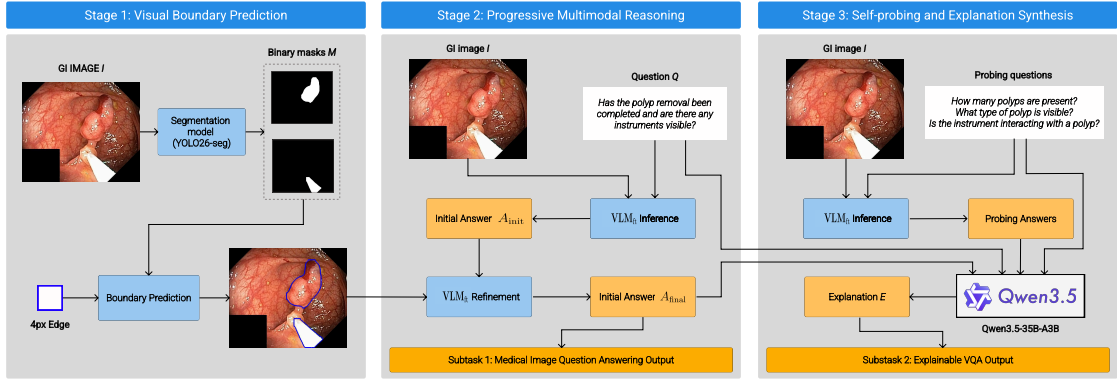 Stage 1: Visual Boundary Prediction
GI IMAGE I
Binary masks M
Segmentation
model
(YOLO26-seg)
4px Edge
Boundary Prediction
Stage 2: Progressive Multimodal Reasoning
GI image I
Question Q
Has the polyp removal been
completed and are there any
instruments visible?
Initial Answer A_init
VLM_ft Inference
VLM_ft Refinement
Initial Answer A_final
Subtask 1: Medical Image Question Answering Output
Stage 3: Self-probing and Explanation Synthesis
GI image I
Probing questions
How many polyps are present?
What type of polyp is visible?
Is the instrument interacting with a polyp?
VLM_ft Inference
Probing Answers
Explanation E
Qwen3.5
Qwen3.5-35B-A3B
Substask 2: Explainable VQA Output